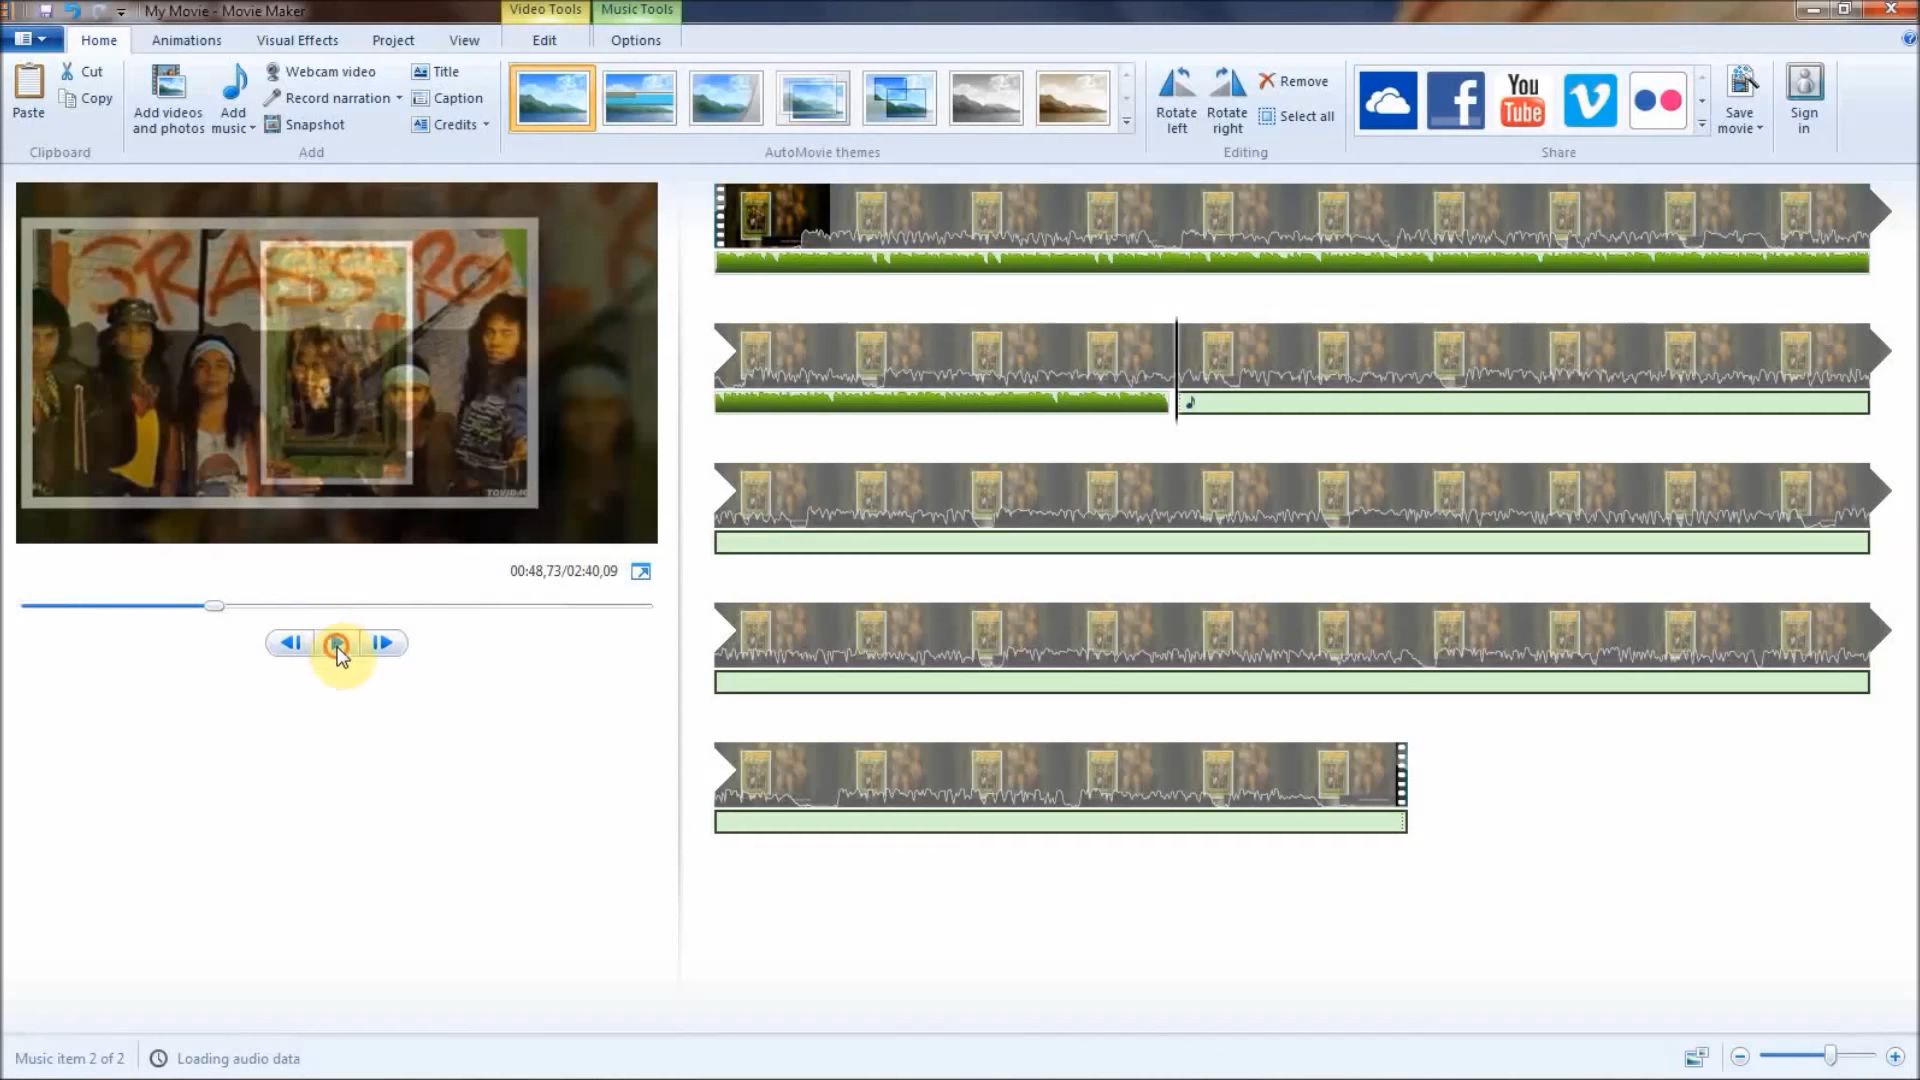 My Movie - Movie Maker
Video Tools
Music Tools
Home
Animations
Visual Effects
Project
View
Edit
Options
Paste
Cut
Copy
Clipboard
Add videos
and photos
Add
music
Webcam video
Record narration
Snapshot
Title
Caption
Credits
Add
AutoMovie themes
Rotate
left
Rotate
right
Remove
Select all
Editing
You
Tube
Share
Save
movie
Sign
in
GRASS RO
00:48,73/02:40,09
Music item 2 of 2
Loading audio data